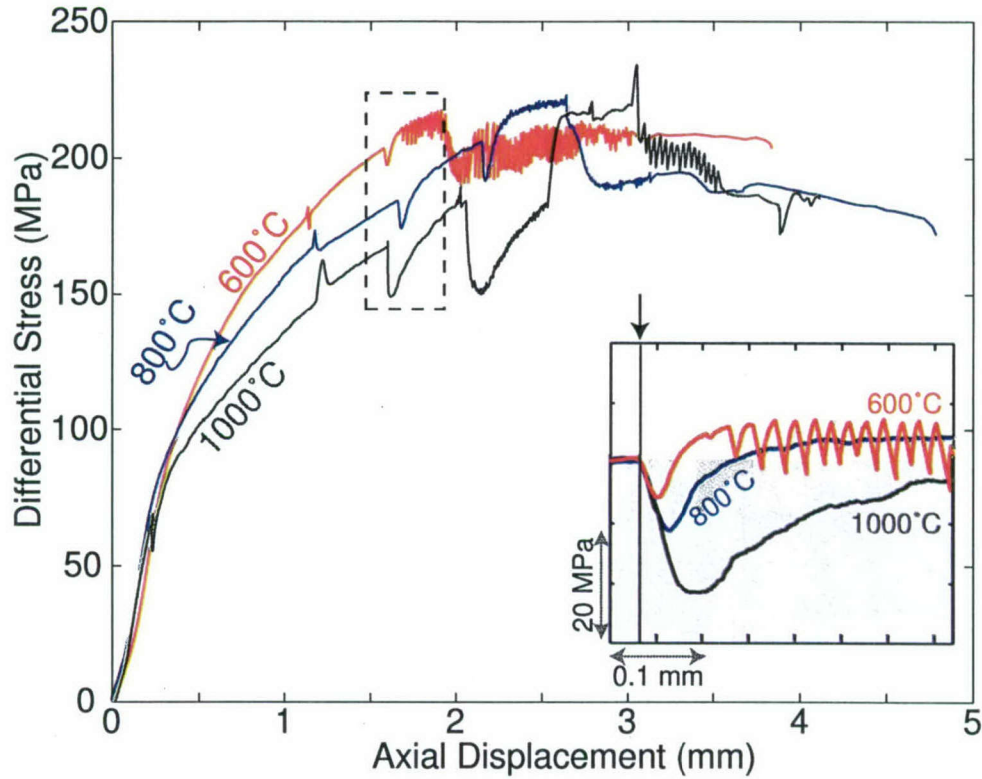 250
200
150
100
50
0
0
1
2
3
4
5
Differential Stress (MPa)
Axial Displacement (mm)
600°C
800°C
1000°C
600°C
800°C
1000°C
20 MPa
0.1 mm